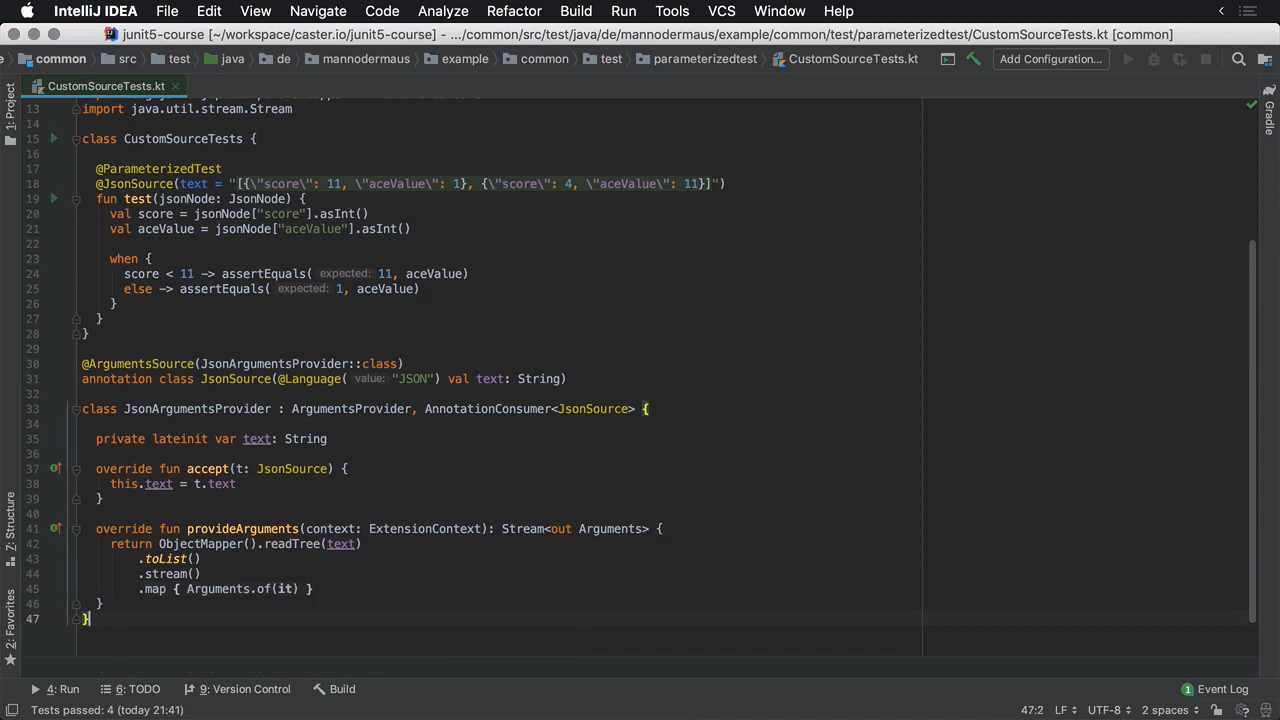 IntelliJ IDEA File Edit View Navigate Code Analyze Refactor Build Run Tools VCS Window Help
junit5-course [~/workspace/caster.io/junit5-course] - .../common/src/test/java/de/mannodermaus/example/common/test/parameterizedtest/CustomSourceTests.kt [common]
common src test java de mannodermaus example common test parameterizedtest CustomSourceTests.kt Add Configuration...
CustomSourceTests.kt
1: Project
Gradle
13 import java.util.stream.Stream
14
15 class CustomSourceTests {
16
17 @ParameterizedTest
18 @JsonSource(text = "[{\"score\": 11, \"aceValue\": 1}, {\"score\": 4, \"aceValue\": 11}]")
19 fun test(jsonNode: JsonNode) {
20 val score = jsonNode["score"].asInt()
21 val aceValue = jsonNode["aceValue"].asInt()
22
23 when {
24 score < 11 -> assertEquals( expected: 11, aceValue)
25 else -> assertEquals( expected: 1, aceValue)
26 }
27 }
28 }
29
30 @ArgumentsSource(JsonArgumentsProvider::class)
31 annotation class JsonSource(@Language( value: "JSON") val text: String)
32
33 class JsonArgumentsProvider : ArgumentsProvider, AnnotationConsumer<JsonSource> {
34
35 private lateinit var text: String
36
37 override fun accept(t: JsonSource) {
38 this.text = t.text
39 }
40
41 override fun provideArguments(context: ExtensionContext): Stream<out Arguments> {
42 return ObjectMapper().readTree(text)
43 .toList()
44 .stream()
45 .map { Arguments.of(it) }
46 }
47 }
Z: Structure
2: Favorites
4: Run 6: TODO 9: Version Control Build 1 Event Log
Tests passed: 4 (today 21:41) 47:2 LF UTF-8 2 spaces